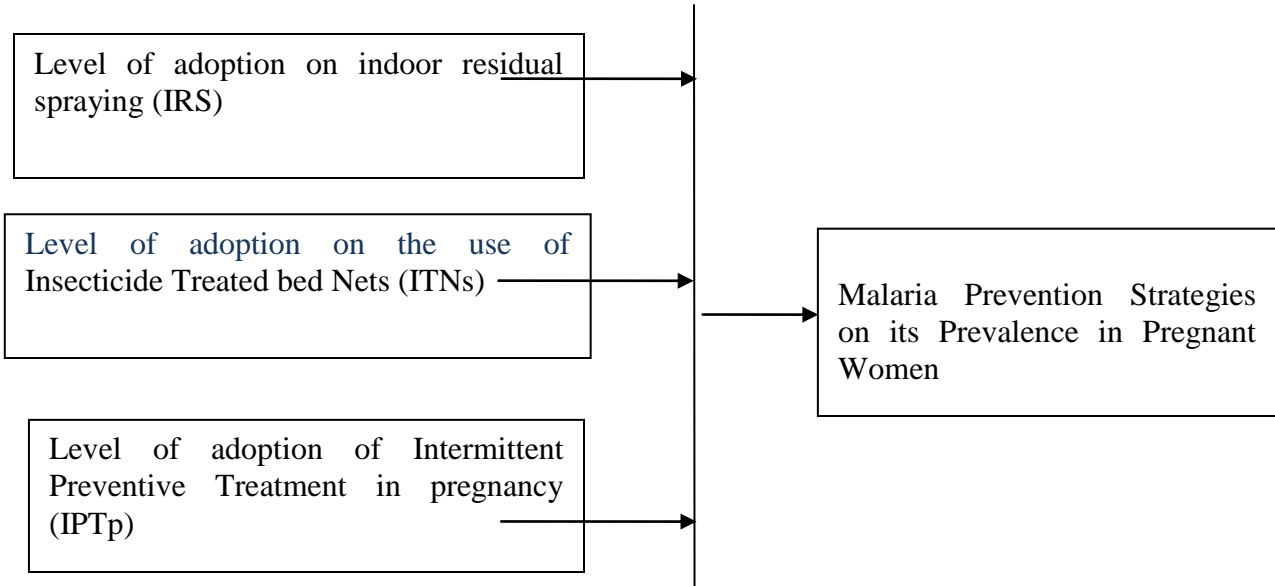 Level of adoption on indoor residual
spraying (IRS)
Level of adoption on the use of
Insecticide Treated bed Nets (ITNs)
Malaria Prevention Strategies
on its Prevalence in Pregnant
Women
Level of adoption of Intermittent
Preventive Treatment in pregnancy
(IPTp)